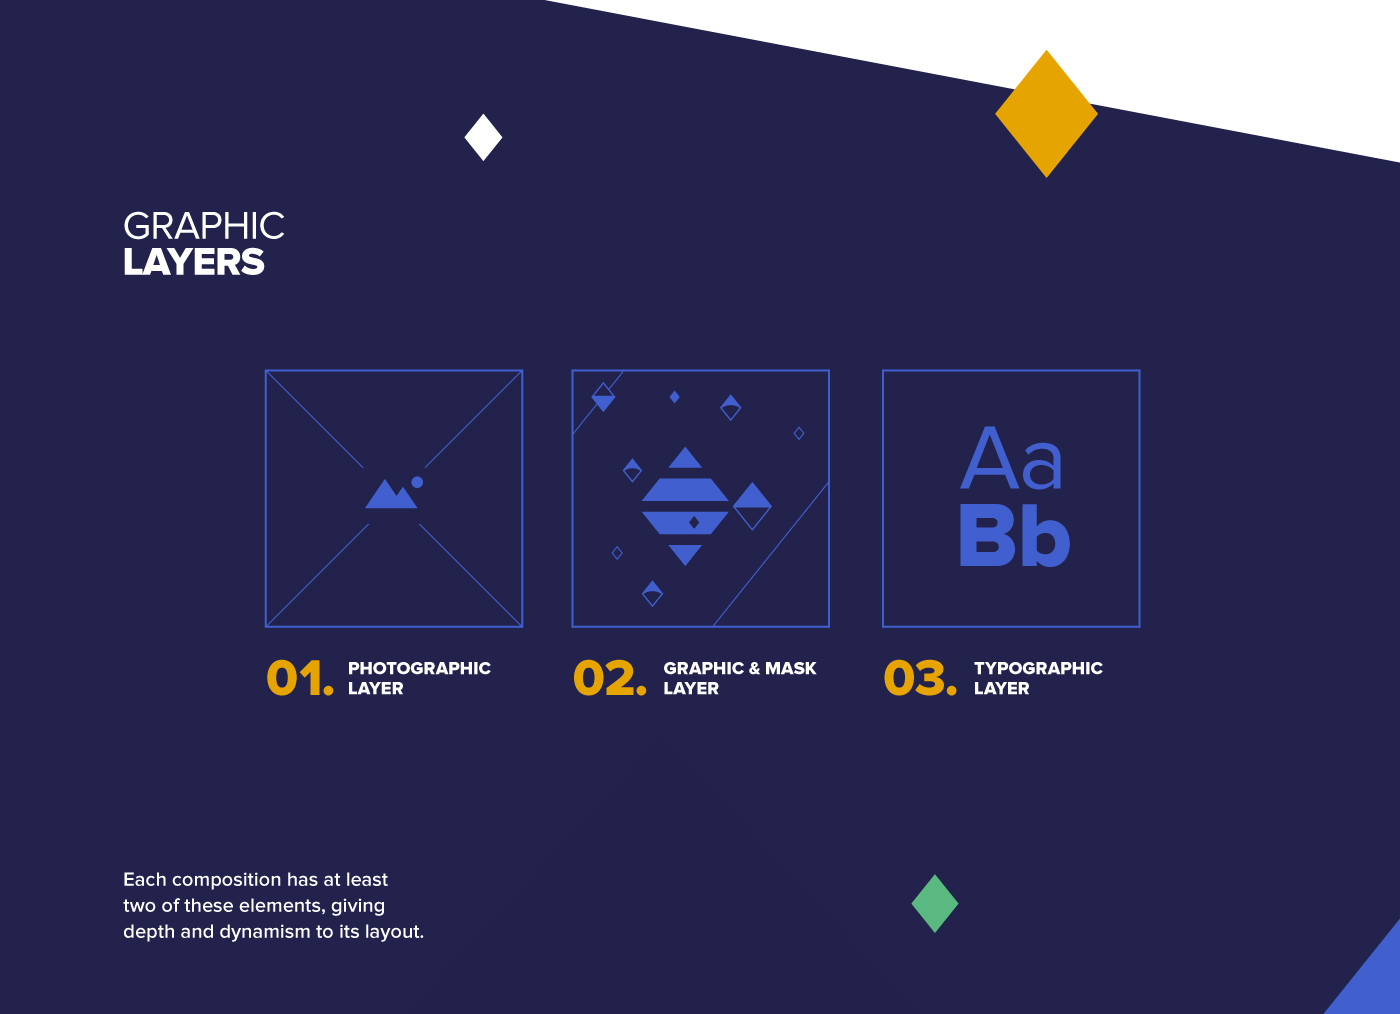 GRAPHIC
LAYERS
Aa
Bb
01. PHOTOGRAPHIC
LAYER
02. GRAPHIC & MASK
LAYER
03. TYPOGRAPHIC
LAYER
Each composition has at least
two of these elements, giving
depth and dynamism to its layout.